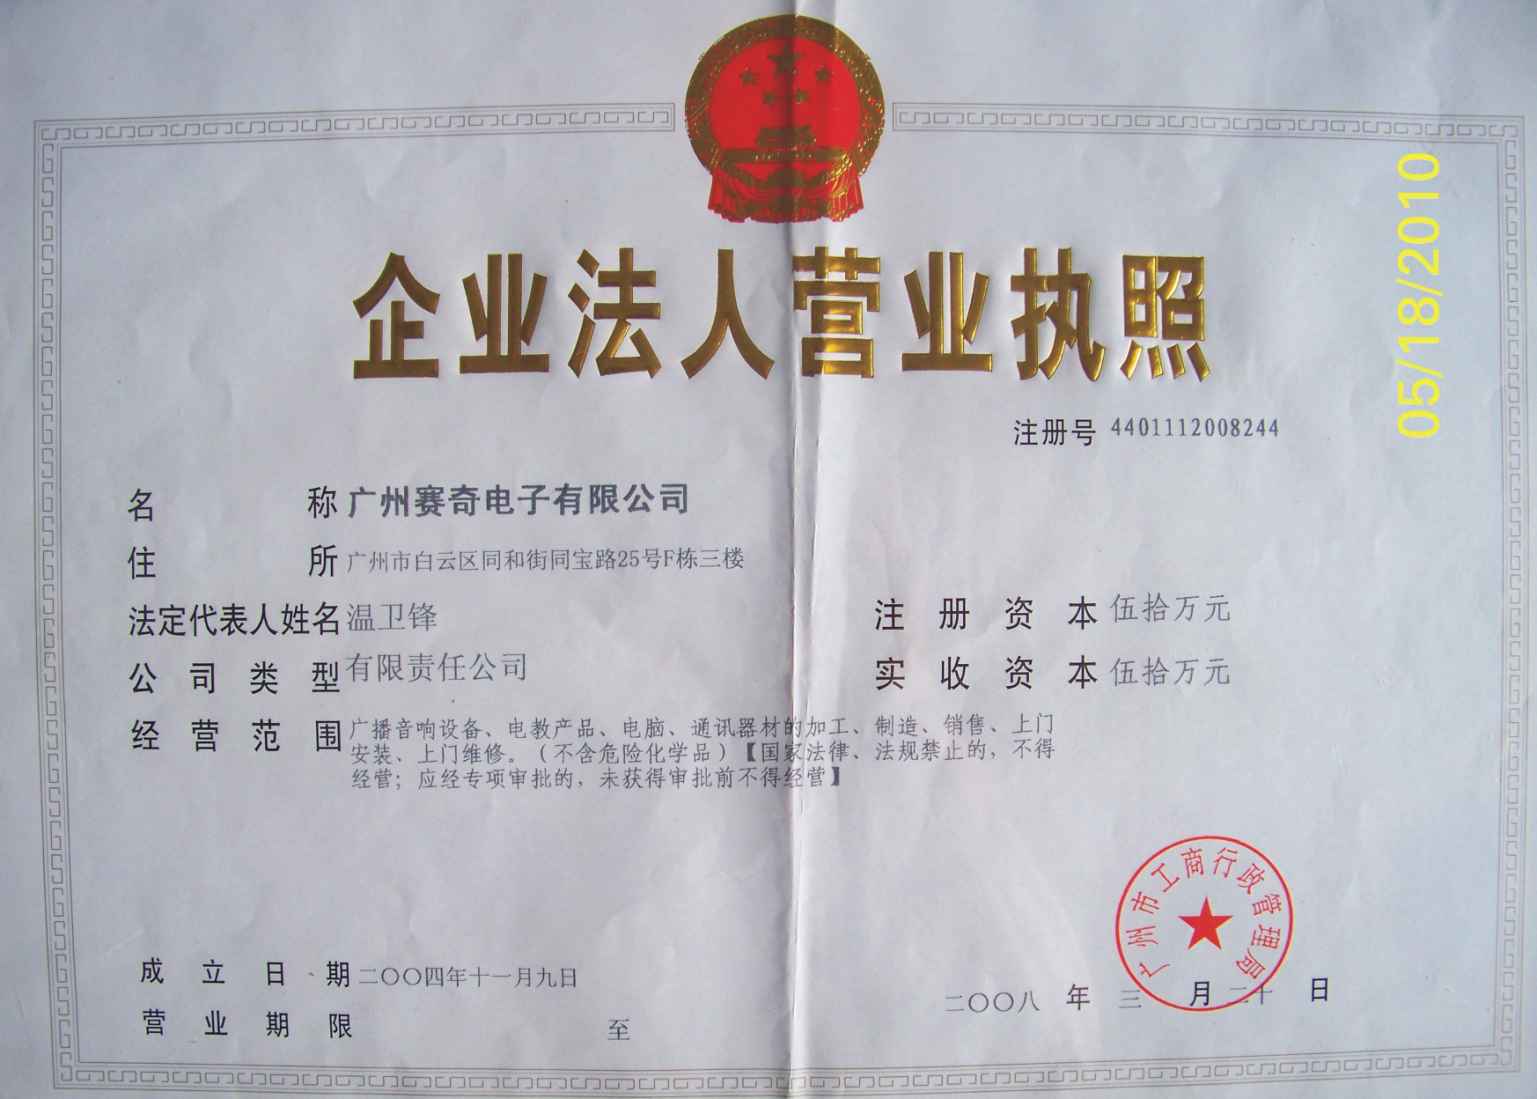 企业法人营业执照
05/18/2010
注册号 4401112008244
名称 广州赛奇电子有限公司
住所 广州市白云区同和街同宝路25号F栋三楼
法定代表人姓名 温卫锋
注册资本 伍拾万元
公司类型 有限责任公司
实收资本 伍拾万元
经营范围 广播音响设备、电教产品、电脑、通讯器材的加工、制造、销售、上门
安装、上门维修。（不含危险化学品）【国家法律、法规禁止的，不得
经营；应经专项审批的，未获得审批前不得经营】
广州市工商行政管理局
成立日期 二〇〇四年十一月九日
二〇〇八 年 三 月 二十 日
营业期限 至